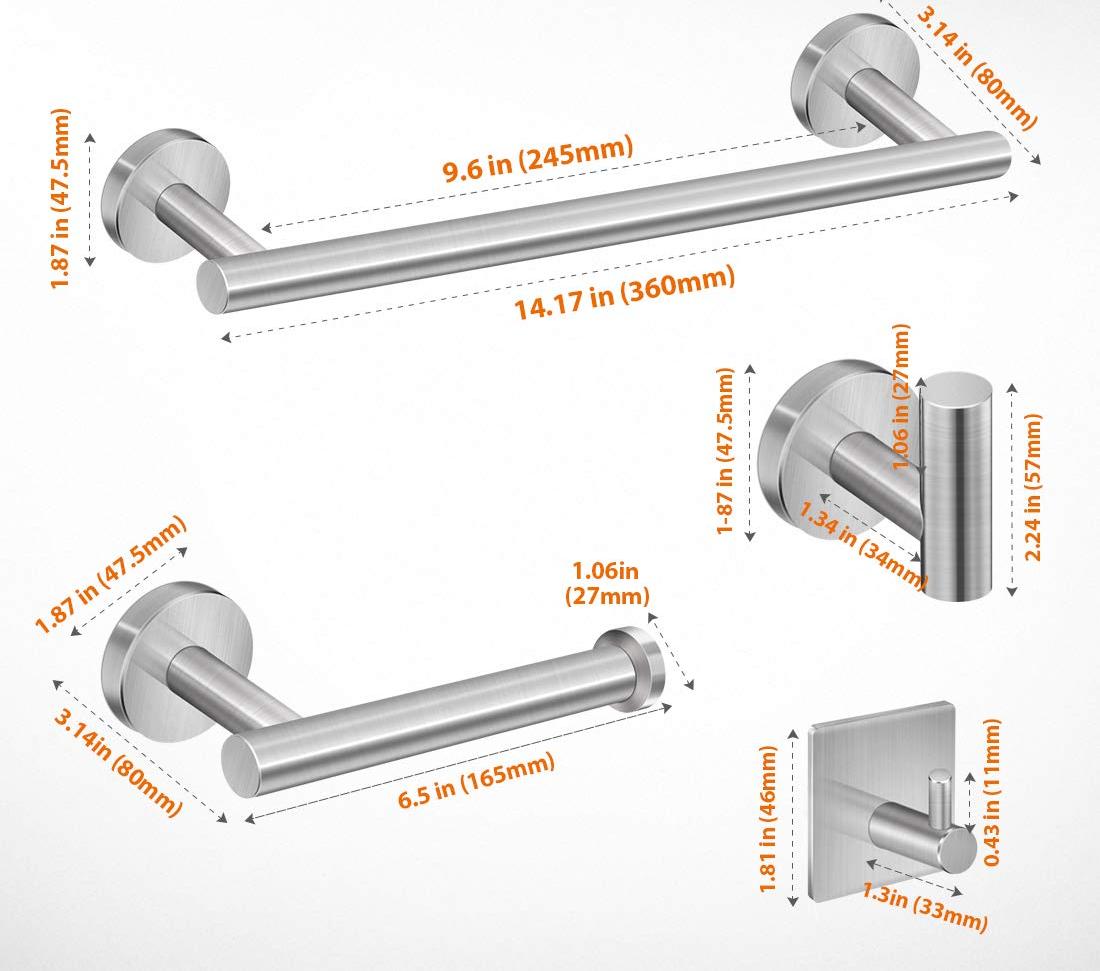 3.14 in (80mm)
1.87 in (47.5mm)
9.6 in (245mm)
14.17 in (360mm)
1.06 in (27mm)
1-87 in (47.5mm)
2.24 in (57mm)
1.34 in (34mm)
1.87 in (47.5mm)
1.06in
(27mm)
3.14in (80mm)
6.5 in (165mm)
1.81 in (46mm)
0.43 in (11mm)
1.3in (33mm)